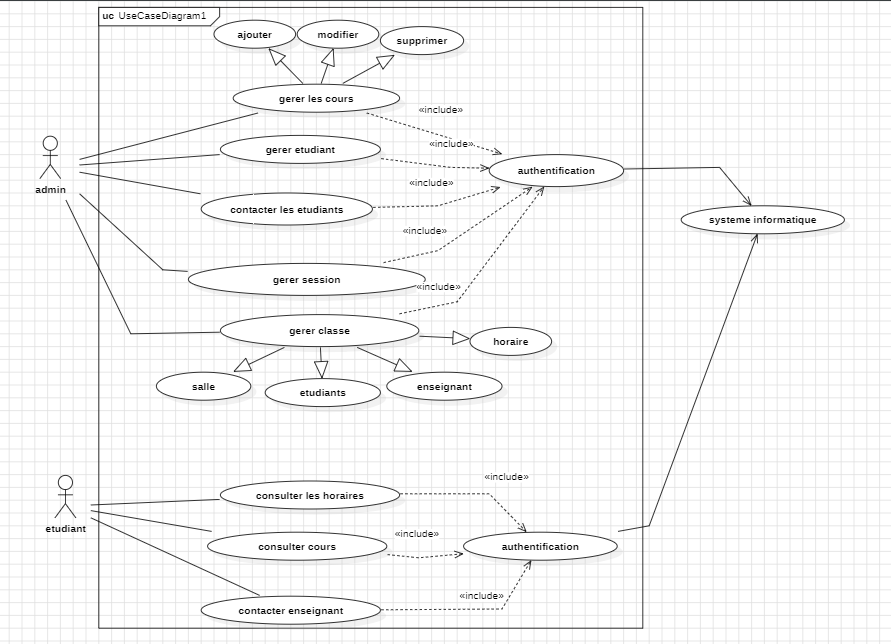 uc UseCaseDiagram1
ajouter
modifier
supprimer
gerer les cours
«include»
gerer etudiant
«include»
authentification
admin
«include»
contacter les etudiants
systeme informatique
«include»
gerer session
«include»
gerer classe
horaire
salle
etudiants
enseignant
«include»
consulter les horaires
etudiant
«include»
consulter cours
authentification
«include»
contacter enseignant